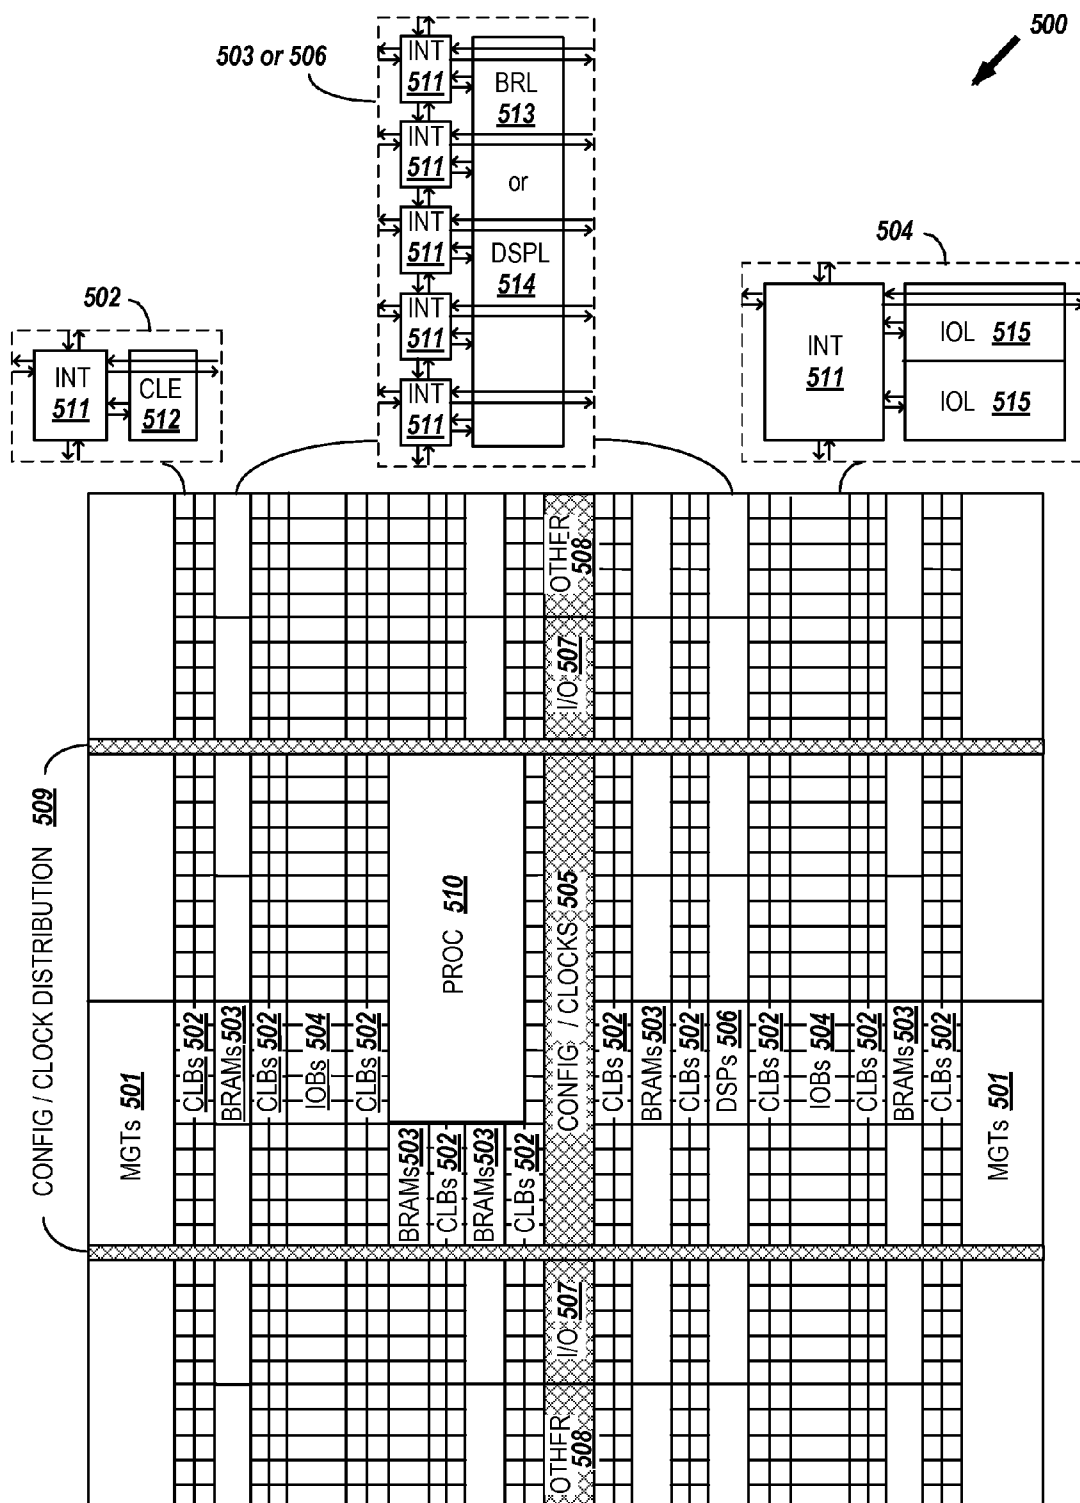 500
503 or 506
INT
511
INT
511
INT
511
INT
511
INT
511
BRL
513
or
DSPL
514
504
INT
511
IOL 515
IOL 515
502
INT
511
CLE
512
OTHER
508
I/O 507
CONFIG / CLOCK DISTRIBUTION 509
PROC 510
CONFIG / CLOCKS 505
MGTs 501
CLBs 502
BRAMs 503
CLBs 502
IOBs 504
CLBs 502
BRAMs 503
CLBs 502
BRAMs 503
CLBs 502
CLBs 502
BRAMs 503
CLBs 502
DSPs 506
CLBs 502
IOBs 504
CLBs 502
BRAMs 503
CLBs 502
MGTs 501
I/O 507
OTHER
508